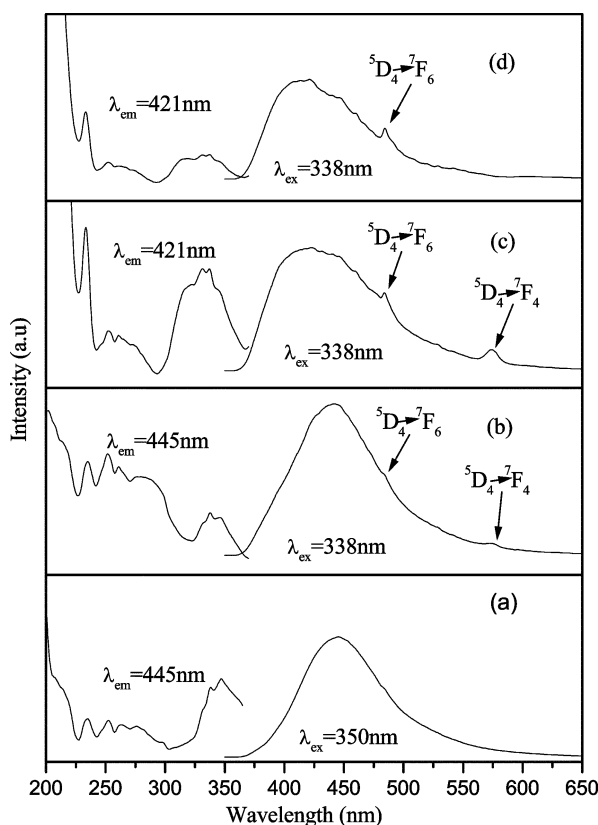 ⁵D₄→⁷F₆
(d)
λem=421nm
λex=338nm
⁵D₄→⁷F₆
(c)
λem=421nm
⁵D₄→⁷F₄
λex=338nm
⁵D₄→⁷F₆
(b)
λem=445nm
⁵D₄→⁷F₄
λex=338nm
(a)
λem=445nm
λex=350nm
Intensity (a.u)
200 250 300 350 400 450 500 550 600 650
Wavelength (nm)